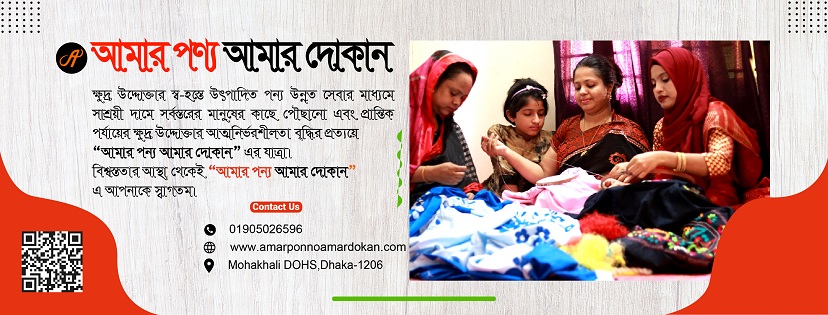 আমার পণ্য আমার দোকান
ক্ষুদ্র উদ্দোক্তার স্ব-হস্তে উৎপাদিত পন্য উন্নত সেবার মাধ্যমে
সাশ্রয়ী দামে সর্বস্তরের মানুষের কাছে পৌছানো এবং প্রান্তিক
পর্যায়ের ক্ষুদ্র উদ্দোক্তার আত্মনির্ভরশীলতা বৃদ্ধির প্রত্যয়ে
“আমার পন্য আমার দোকান” এর যাত্রা।
বিশ্বস্ততার আস্থা থেকেই “আমার পন্য আমার দোকান”
এ আপনাকে স্বাগতম।
Contact Us
01905026596
www.amarponnoamardokan.com
Mohakhali DOHS,Dhaka-1206